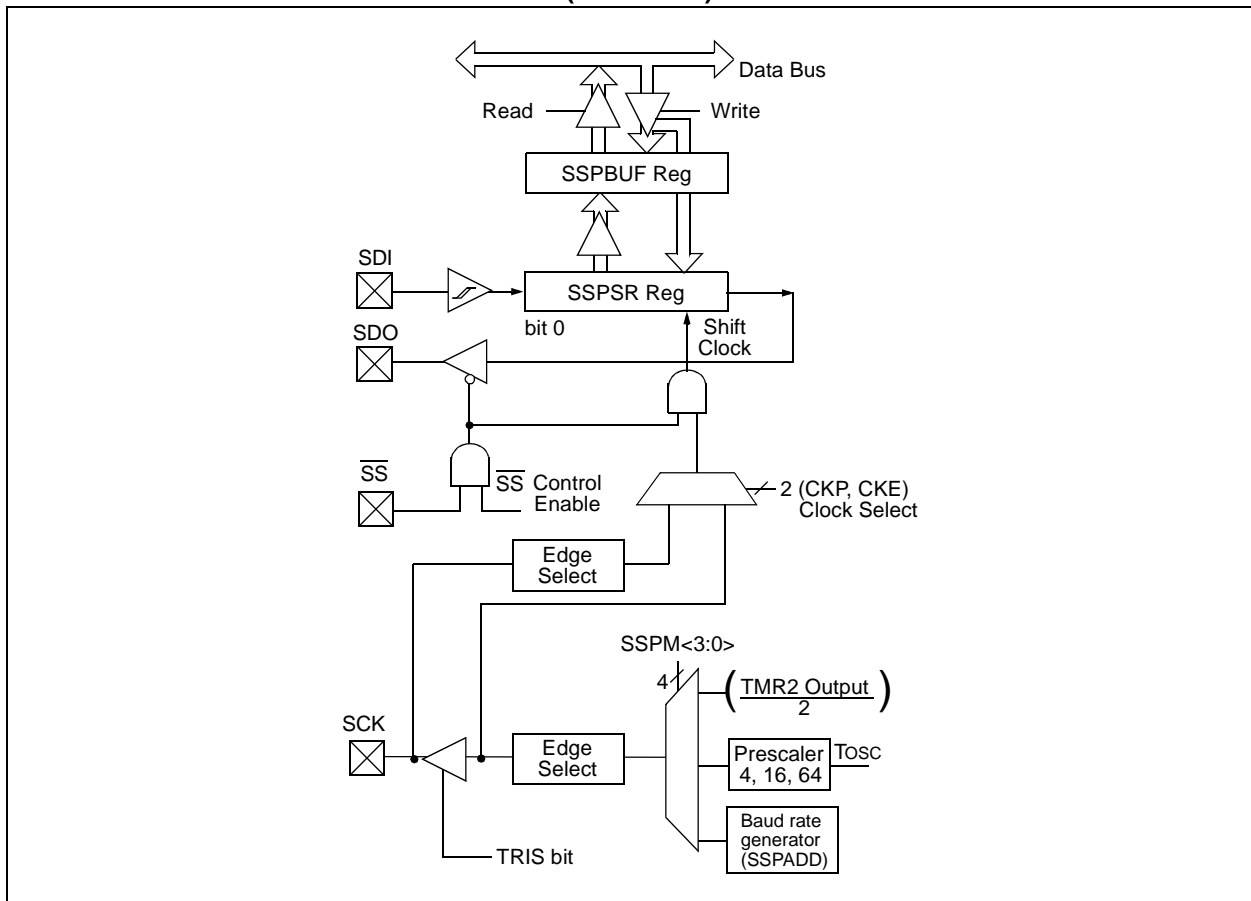 Data Bus
Read
Write
SSPBUF Reg
SDI
SSPSR Reg
bit 0
Shift
Clock
SDO
SS
SS Control
Enable
2 (CKP, CKE)
Clock Select
Edge
Select
SSPM<3:0>
4
(TMR2 Output)
2
SCK
Edge
Select
Prescaler
4, 16, 64
TOSC
Baud rate
generator
(SSPADD)
TRIS bit